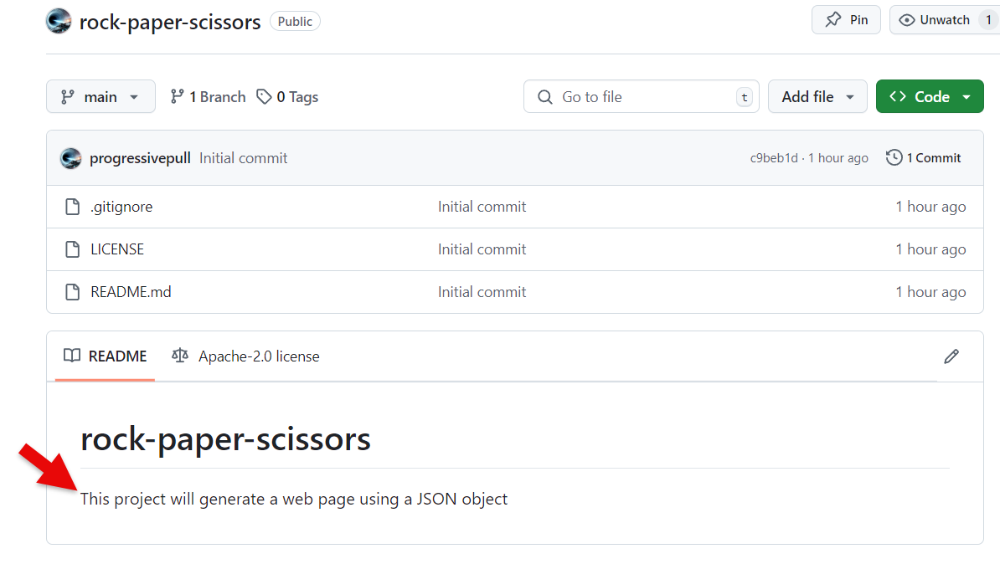 rock-paper-scissors Public Pin Unwatch 1
main 1 Branch 0 Tags Go to file t Add file Code
progressivepull Initial commit c9beb1d · 1 hour ago 1 Commit
.gitignore Initial commit 1 hour ago
LICENSE Initial commit 1 hour ago
README.md Initial commit 1 hour ago
README Apache-2.0 license
rock-paper-scissors
This project will generate a web page using a JSON object